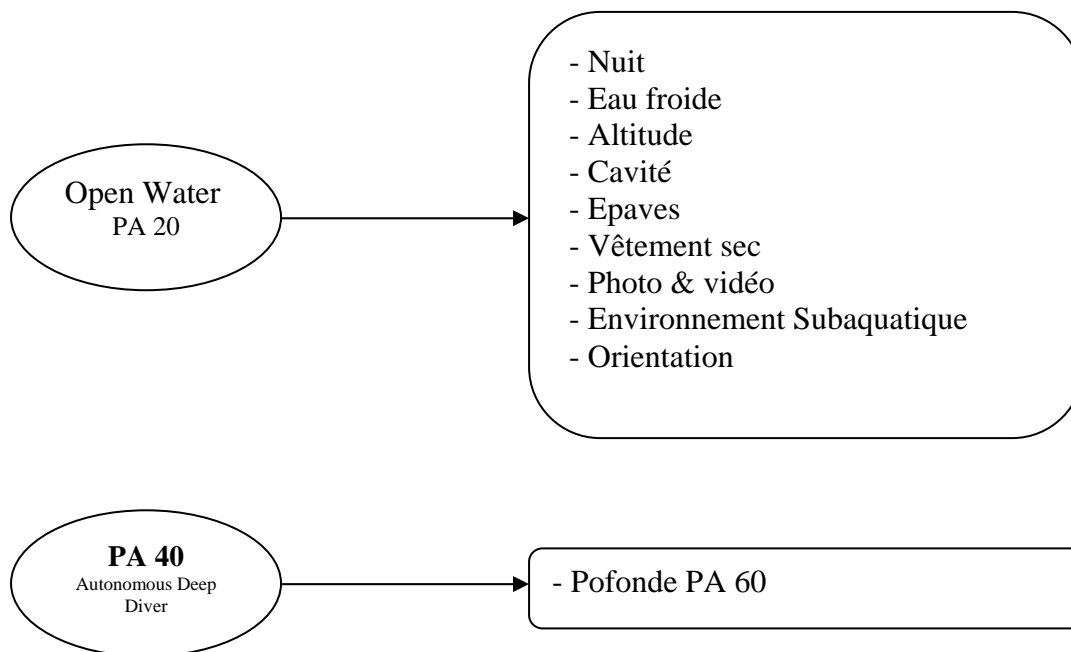 Open Water
PA 20
- Nuit
- Eau froide
- Altitude
- Cavité
- Epaves
- Vêtement sec
- Photo & vidéo
- Environnement Subaquatique
- Orientation
PA 40
Autonomous Deep
Diver
- Pofonde PA 60